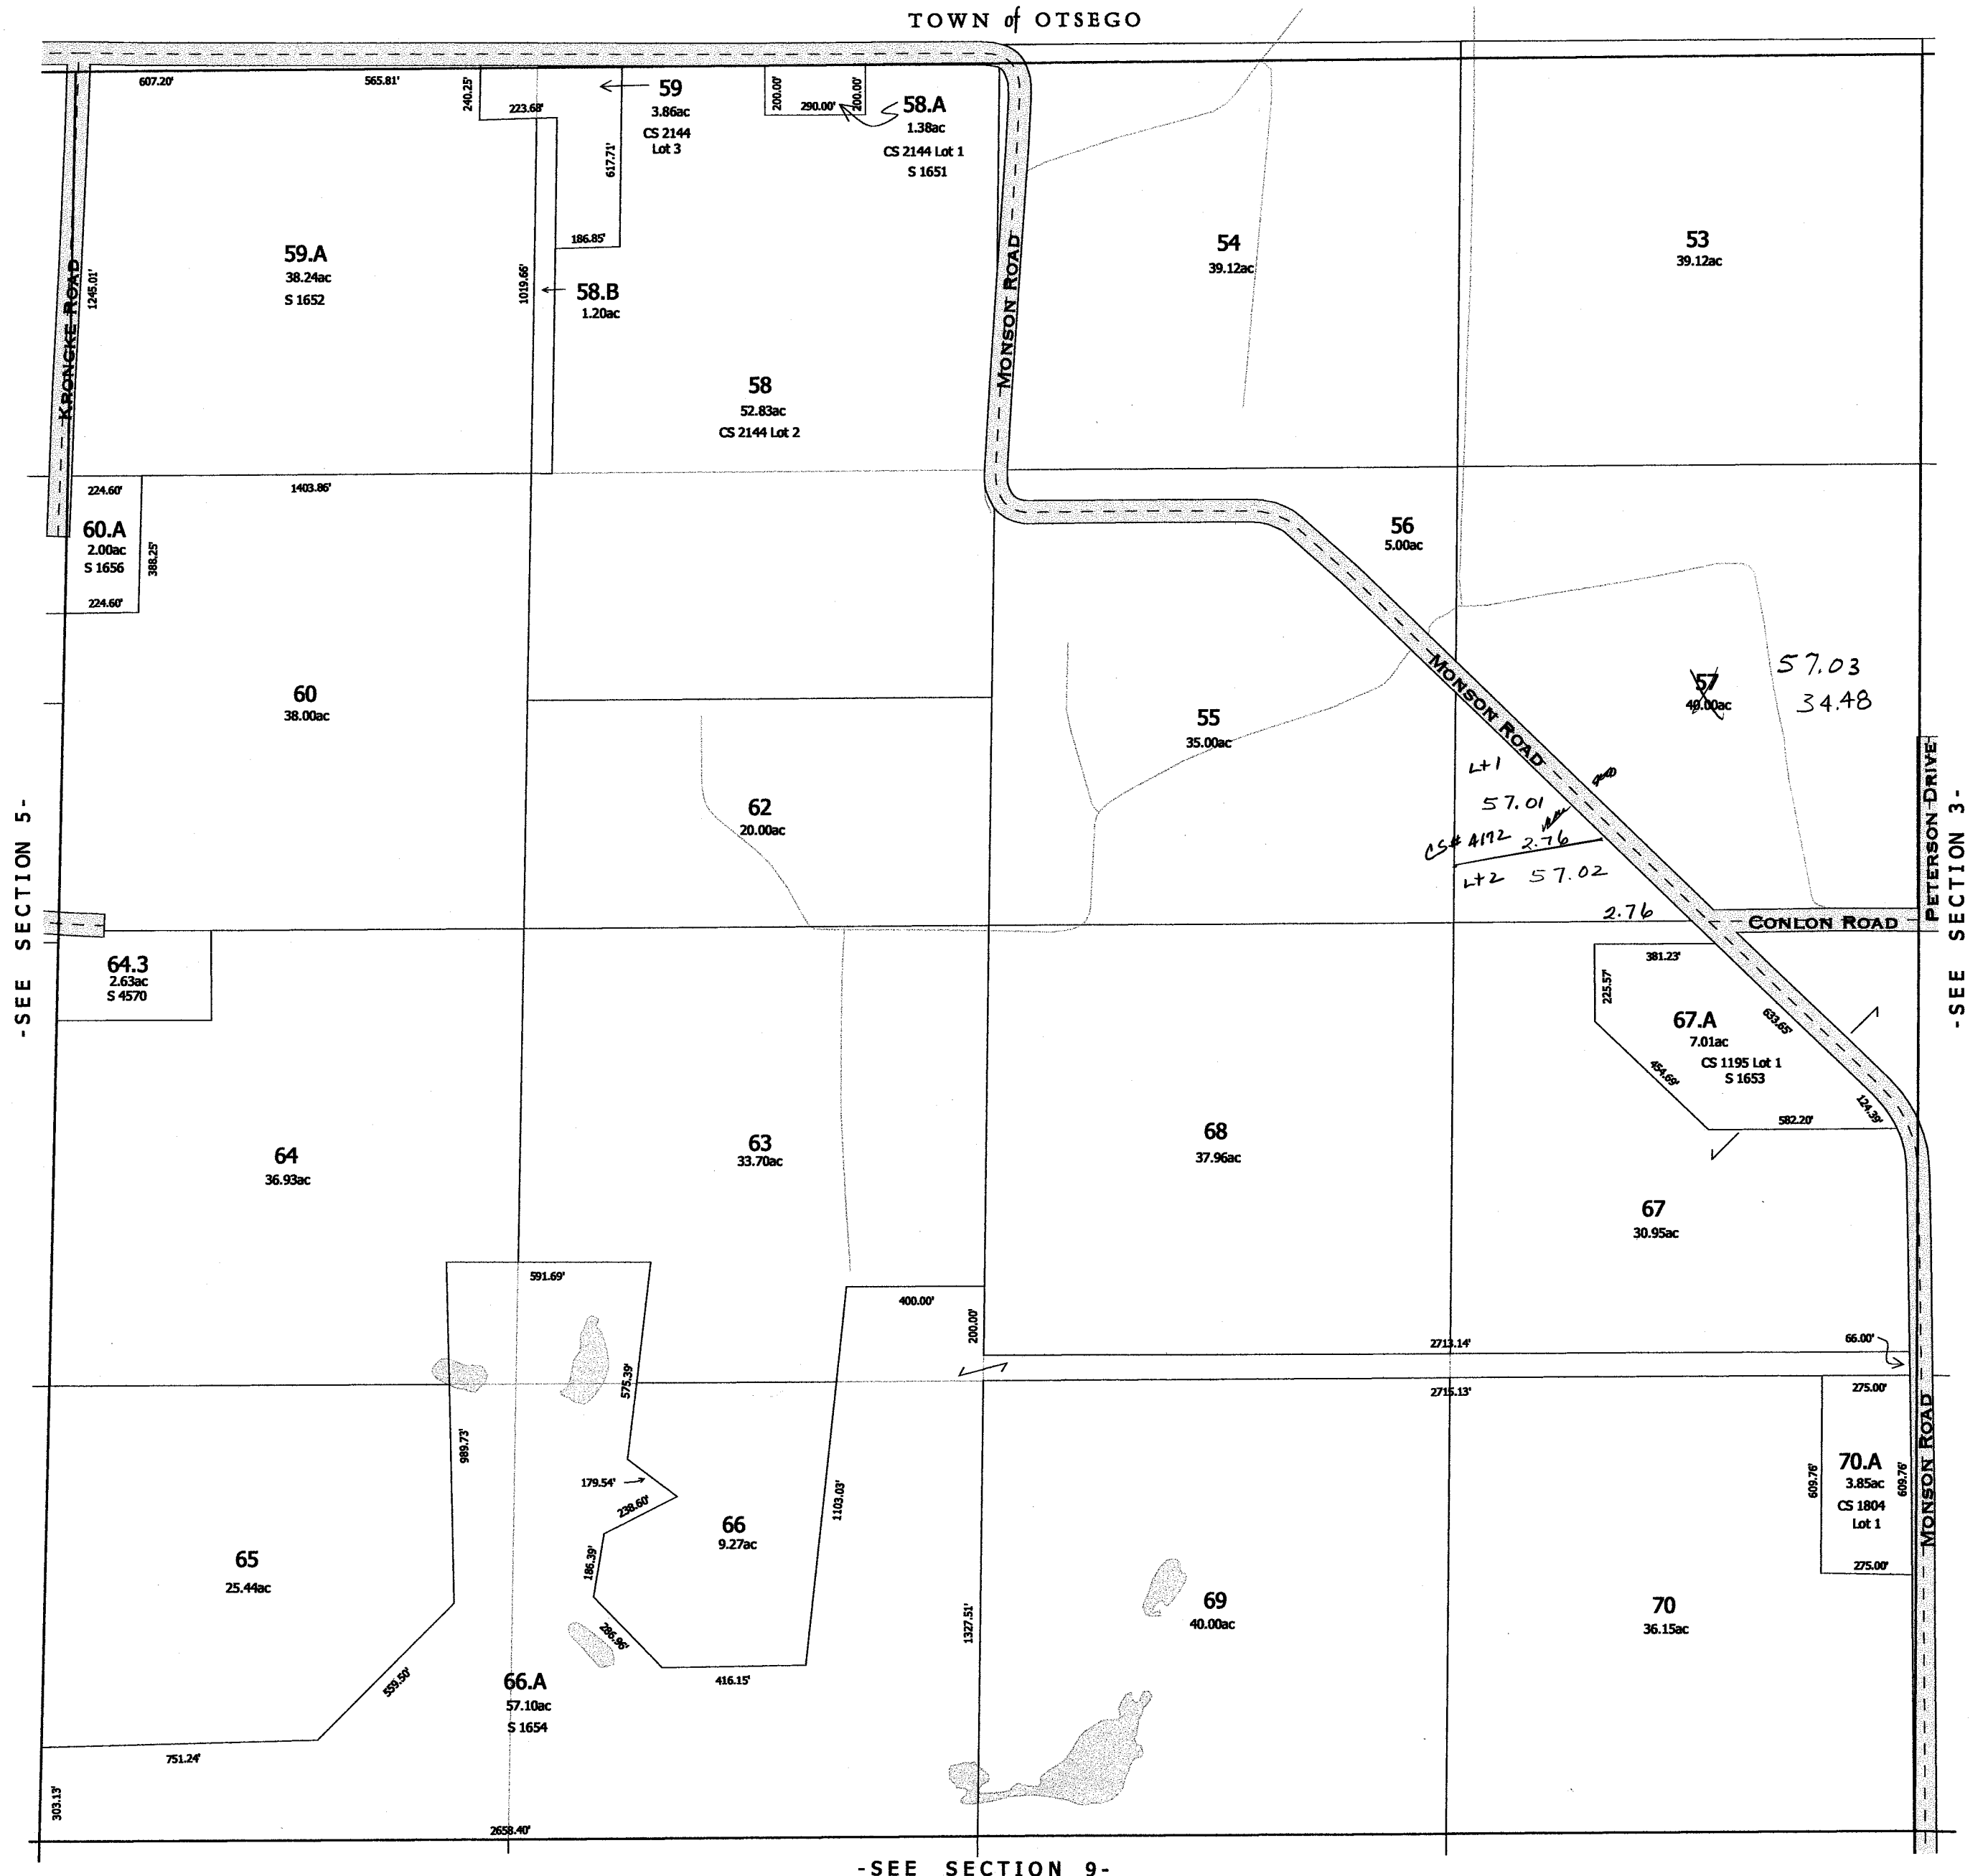 TOWN of OTSEGO
607.20'
565.81'
240.25'
223.68'
59
3.86ac
CS 2144
Lot 3
617.71'
200.00'
290.00'
200.00'
58.A
1.38ac
CS 2144 Lot 1
S 1651
KRONCKE ROAD
1245.01'
59.A
38.24ac
S 1652
186.85'
1019.66'
58.B
1.20ac
58
52.83ac
CS 2144 Lot 2
MONSON ROAD
54
39.12ac
53
39.12ac
224.60'
1403.86'
60.A
2.00ac
S 1656
388.25'
224.60'
60
38.00ac
56
5.00ac
55
35.00ac
MONSON ROAD
57
40.00ac
57.03
34.48
62
20.00ac
Lt 1
57.01
CS# 4172 2.76
Lt 2 57.02
2.76
PETERSON DRIVE
CONLON ROAD
-SEE SECTION 5-
-SEE SECTION 3-
64.3
2.63ac
S 4570
381.23'
225.57'
67.A
7.01ac
CS 1195 Lot 1
S 1653
633.65'
454.69'
582.20'
124.39'
64
36.93ac
63
33.70ac
68
37.96ac
67
30.95ac
591.69'
400.00'
200.00'
2713.14'
66.00'
575.39'
2715.13'
275.00'
989.73'
179.54'
238.60'
1103.03'
66
9.27ac
186.39'
609.76'
70.A
3.85ac
CS 1804
Lot 1
609.76'
MONSON ROAD
275.00'
65
25.44ac
286.96'
416.15'
1327.51'
69
40.00ac
70
36.15ac
559.50'
66.A
57.10ac
S 1654
751.24'
303.13'
2658.40'
-SEE SECTION 9-